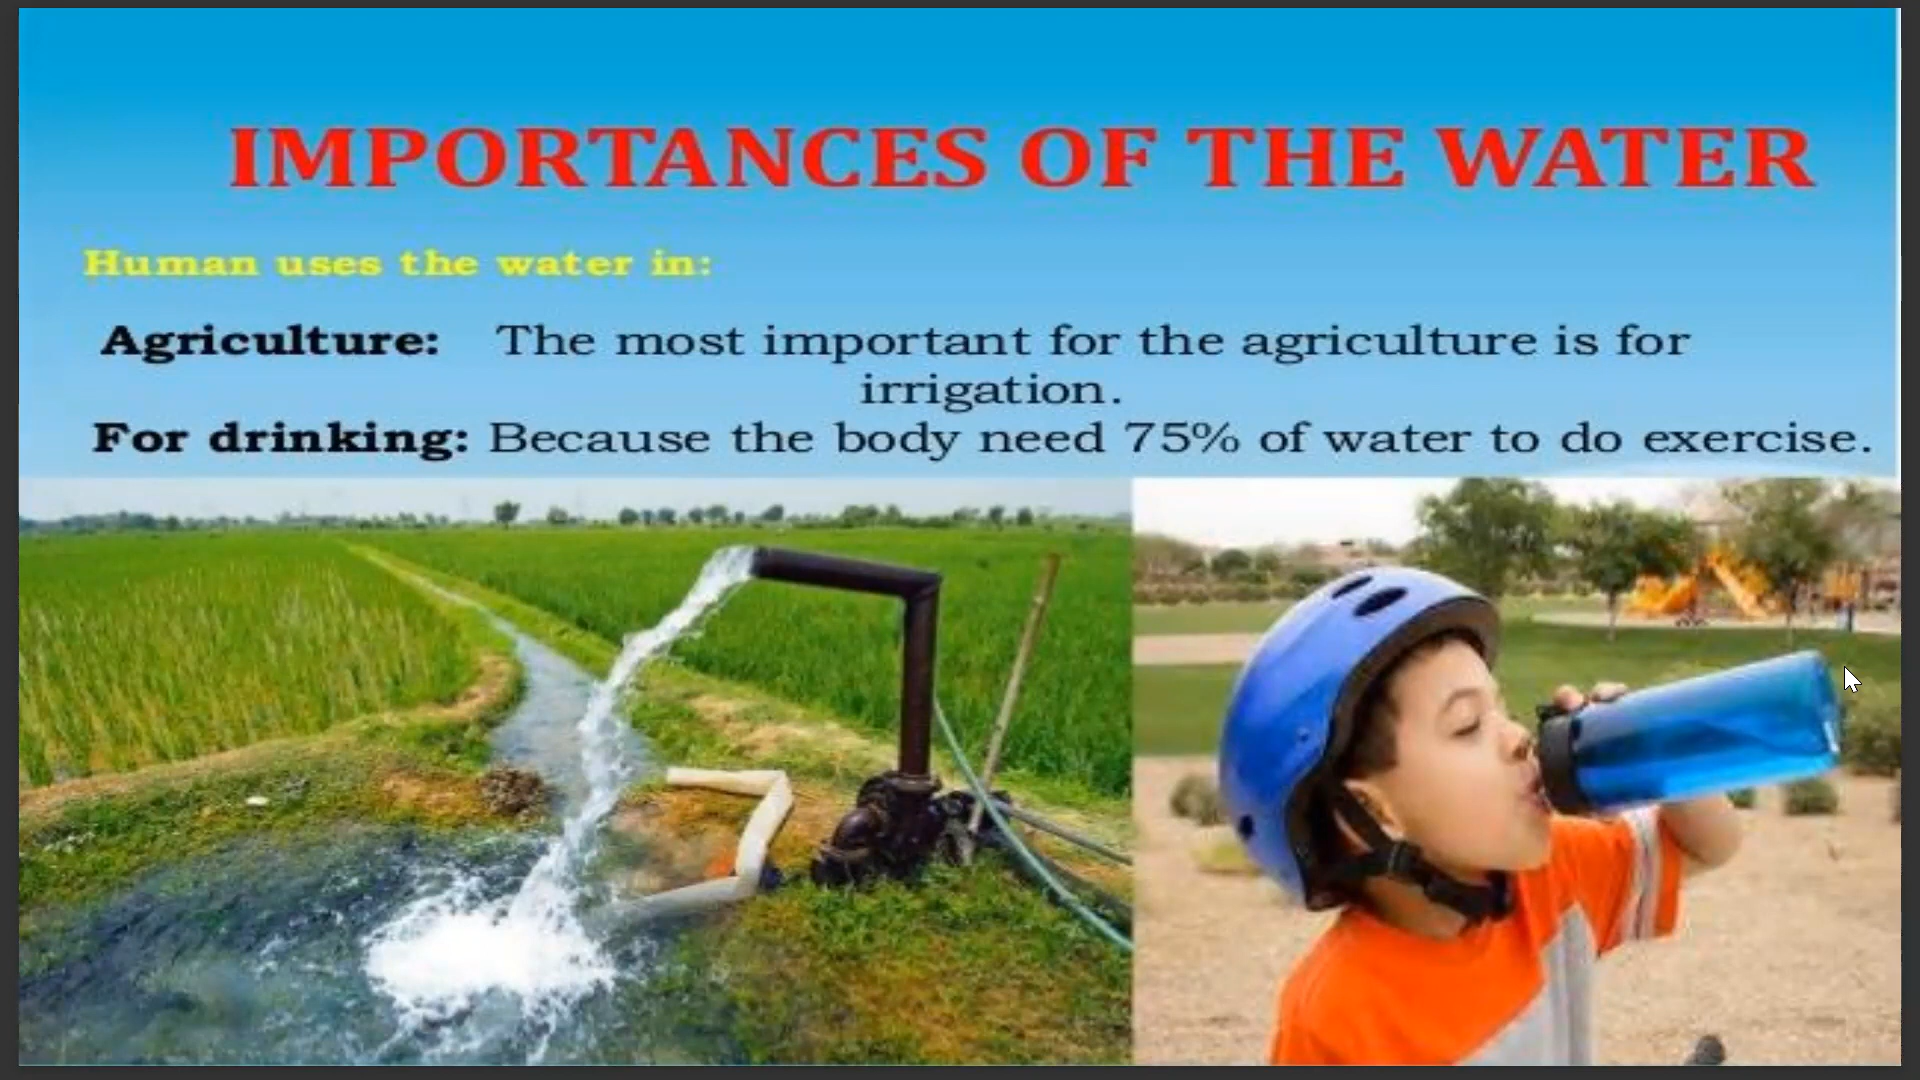 IMPORTANCES OF THE WATER
Human uses the water in:
Agriculture: The most important for the agriculture is for
irrigation.
For drinking: Because the body need 75% of water to do exercise.